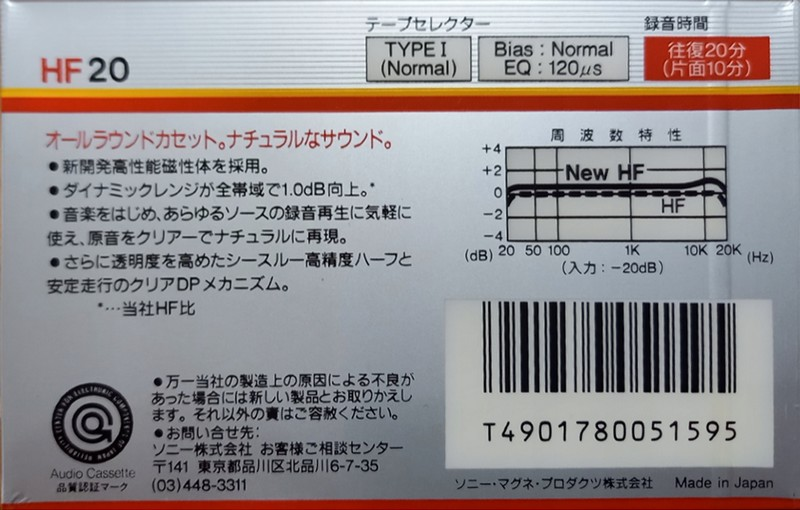 テープセレクター
録音時間
HF 20
TYPE I
(Normal)
Bias : Normal
EQ : 120μs
往復20分
(片面10分)
オールラウンドカセット。ナチュラルなサウンド。
●新開発高性能磁性体を採用。
●ダイナミックレンジが全帯域で1.0dB向上。*
●音楽をはじめ、あらゆるソースの録音再生に気軽に
使え、原音をクリアーでナチュラルに再現。
●さらに透明度を高めたシースルー高精度ハーフと
安定走行のクリアDPメカニズム。
*…当社HF比
周波数特性
+4
+2
0
-2
-4
(dB)
New HF
HF
20 50 100 1K 10K 20K (Hz)
(入力:-20dB)
●万一当社の製造上の原因による不良が
あった場合には新しい製品とお取りかえし
ます。それ以外の責はご容赦ください。
●お問い合せ先:
ソニー株式会社 お客様ご相談センター
〒141 東京都品川区北品川6-7-35
(03)448-3311
Audio Cassette
品質認証マーク
T4901780051595
ソニー・マグネ・プロダクツ株式会社 Made in Japan